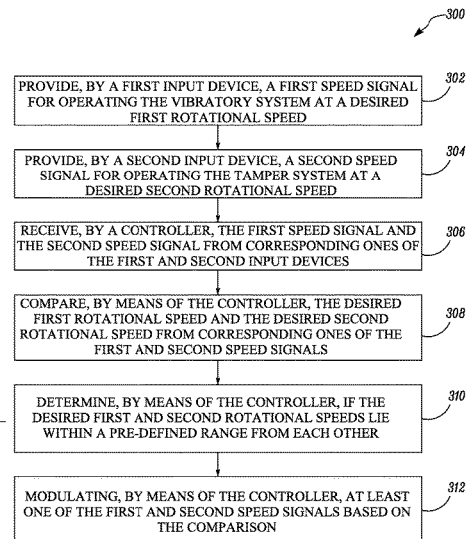 300
PROVIDE, BY A FIRST INPUT DEVICE, A FIRST SPEED SIGNAL
FOR OPERATING THE VIBRATORY SYSTEM AT A DESIRED
FIRST ROTATIONAL SPEED
302
PROVIDE, BY A SECOND INPUT DEVICE, A SECOND SPEED
SIGNAL FOR OPERATING THE TAMPER SYSTEM AT A
DESIRED SECOND ROTATIONAL SPEED
304
RECEIVE, BY A CONTROLLER, THE FIRST SPEED SIGNAL AND
THE SECOND SPEED SIGNAL FROM CORRESPONDING ONES OF
THE FIRST AND SECOND INPUT DEVICES
306
COMPARE, BY MEANS OF THE CONTROLLER, THE DESIRED
FIRST ROTATIONAL SPEED AND THE DESIRED SECOND
ROTATIONAL SPEED FROM CORRESPONDING ONES OF THE
FIRST AND SECOND SPEED SIGNALS
308
DETERMINE, BY MEANS OF THE CONTROLLER, IF THE
DESIRED FIRST AND SECOND ROTATIONAL SPEEDS LIE
WITHIN A PRE-DEFINED RANGE FROM EACH OTHER
310
MODULATING, BY MEANS OF THE CONTROLLER, AT LEAST
ONE OF THE FIRST AND SECOND SPEED SIGNALS BASED ON
THE COMPARISON
312